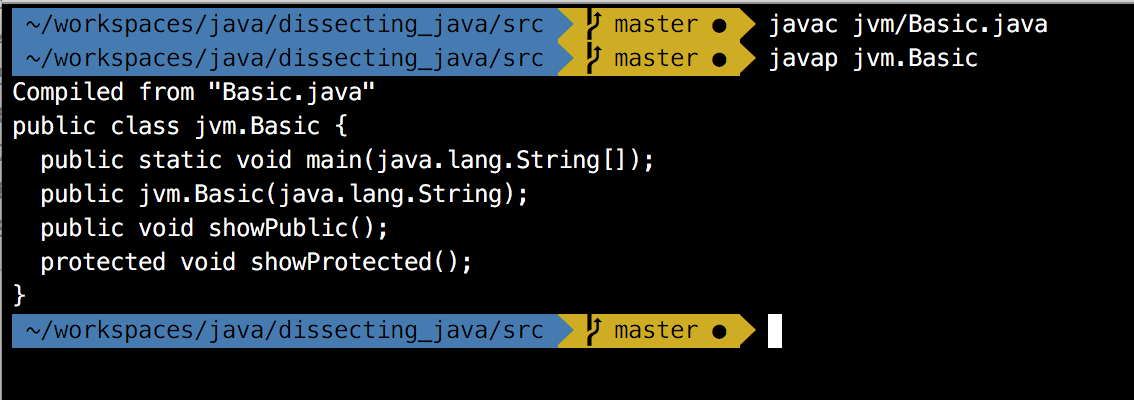 ~/workspaces/java/dissecting_java/src master ● javac jvm/Basic.java
~/workspaces/java/dissecting_java/src master ● javap jvm.Basic
Compiled from "Basic.java"
public class jvm.Basic {
  public static void main(java.lang.String[]);
  public jvm.Basic(java.lang.String);
  public void showPublic();
  protected void showProtected();
}
~/workspaces/java/dissecting_java/src master ●